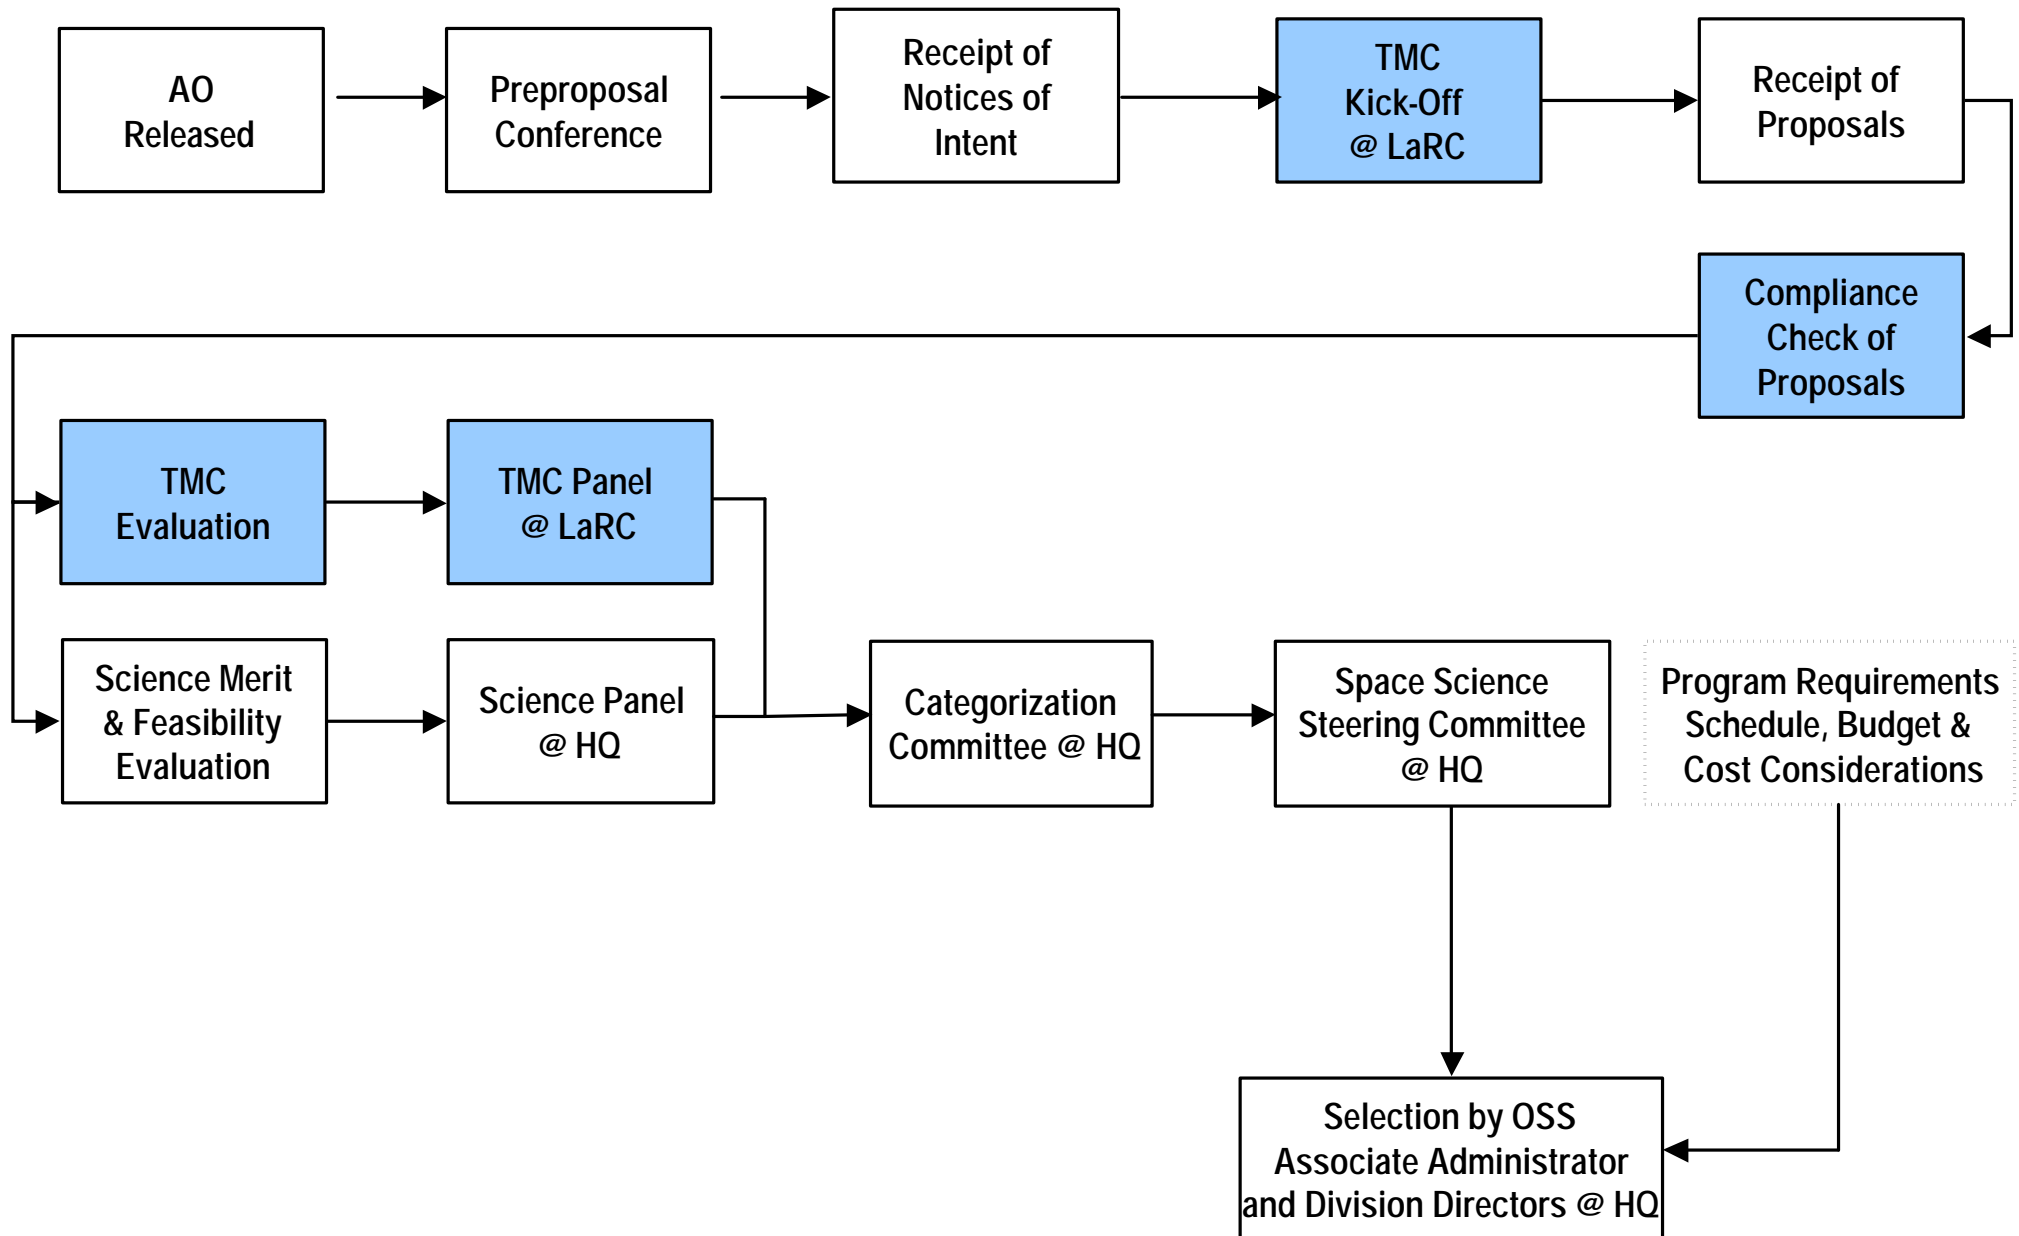 AO
Released
Preproposal
Conference
Receipt of
Notices of
Intent
TMC
Kick-Off
@ LaRC
Receipt of
Proposals
Compliance
Check of
Proposals
TMC
Evaluation
TMC Panel
@ LaRC
Science Merit
& Feasibility
Evaluation
Science Panel
@ HQ
Categorization
Committee @ HQ
Space Science
Steering Committee
@ HQ
Program Requirements
Schedule, Budget &
Cost Considerations
Selection by OSS
Associate Administrator
and Division Directors @ HQ